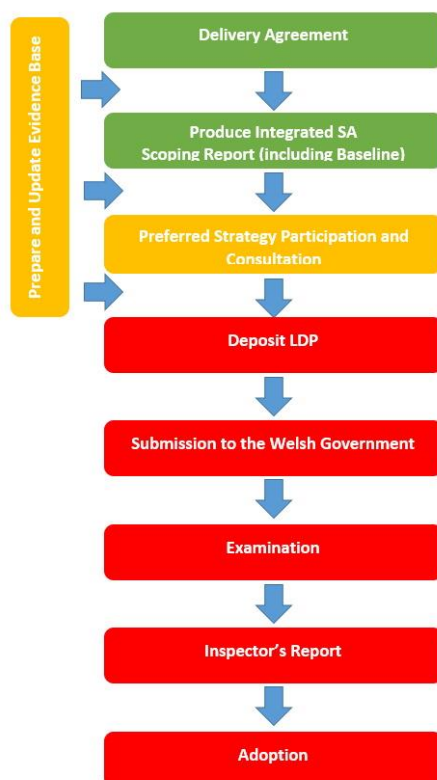 Prepare and Update Evidence Base
Delivery Agreement
Produce Integrated SA
Scoping Report (including Baseline)
Preferred Strategy Participation and
Consultation
Deposit LDP
Submission to the Welsh Government
Examination
Inspector's Report
Adoption